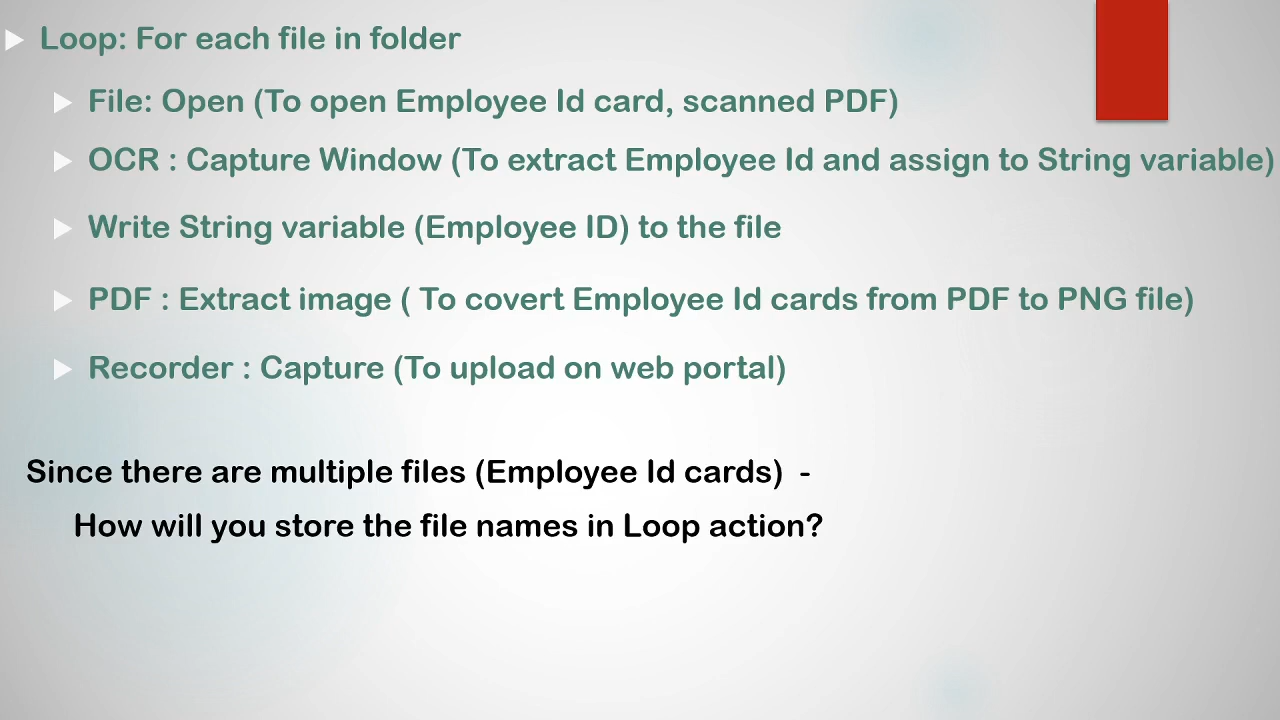 Loop: For each file in folder
File: Open (To open Employee Id card, scanned PDF)
OCR : Capture Window (To extract Employee Id and assign to String variable)
Write String variable (Employee ID) to the file
PDF : Extract image ( To covert Employee Id cards from PDF to PNG file)
Recorder : Capture (To upload on web portal)
Since there are multiple files (Employee Id cards) -
How will you store the file names in Loop action?